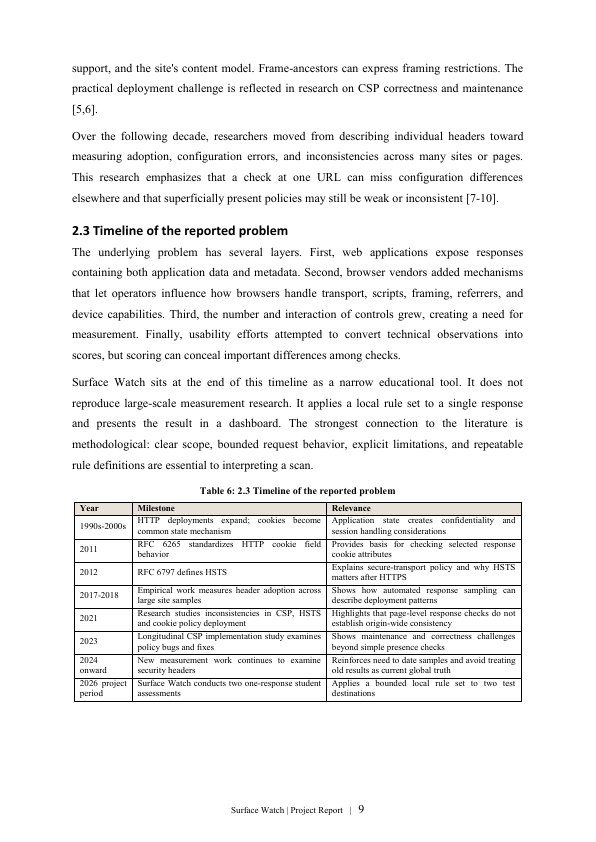 support, and the site's content model. Frame-ancestors can express framing restrictions. The
practical deployment challenge is reflected in research on CSP correctness and maintenance
[5,6].
Over the following decade, researchers moved from describing individual headers toward
measuring adoption, configuration errors, and inconsistencies across many sites or pages.
This research emphasizes that a check at one URL can miss configuration differences
elsewhere and that superficially present policies may still be weak or inconsistent [7-10].
2.3 Timeline of the reported problem
The underlying problem has several layers. First, web applications expose responses
containing both application data and metadata. Second, browser vendors added mechanisms
that let operators influence how browsers handle transport, scripts, framing, referrers, and
device capabilities. Third, the number and interaction of controls grew, creating a need for
measurement. Finally, usability efforts attempted to convert technical observations into
scores, but scoring can conceal important differences among checks.
Surface Watch sits at the end of this timeline as a narrow educational tool. It does not
reproduce large-scale measurement research. It applies a local rule set to a single response
and presents the result in a dashboard. The strongest connection to the literature is
methodological: clear scope, bounded request behavior, explicit limitations, and repeatable
rule definitions are essential to interpreting a scan.
Table 6: 2.3 Timeline of the reported problem
Year Milestone Relevance
1990s-2000s HTTP deployments expand; cookies become common state mechanism Application state creates confidentiality and session handling considerations
2011 RFC 6265 standardizes HTTP cookie field behavior Provides basis for checking selected response cookie attributes
2012 RFC 6797 defines HSTS Explains secure-transport policy and why HSTS matters after HTTPS
2017-2018 Empirical work measures header adoption across large site samples Shows how automated response sampling can describe deployment patterns
2021 Research studies inconsistencies in CSP, HSTS and cookie policy deployment Highlights that page-level response checks do not establish origin-wide consistency
2023 Longitudinal CSP implementation study examines policy bugs and fixes Shows maintenance and correctness challenges beyond simple presence checks
2024 onward New measurement work continues to examine security headers Reinforces need to date samples and avoid treating old results as current global truth
2026 project period Surface Watch conducts two one-response student assessments Applies a bounded local rule set to two test destinations
Surface Watch | Project Report | 9